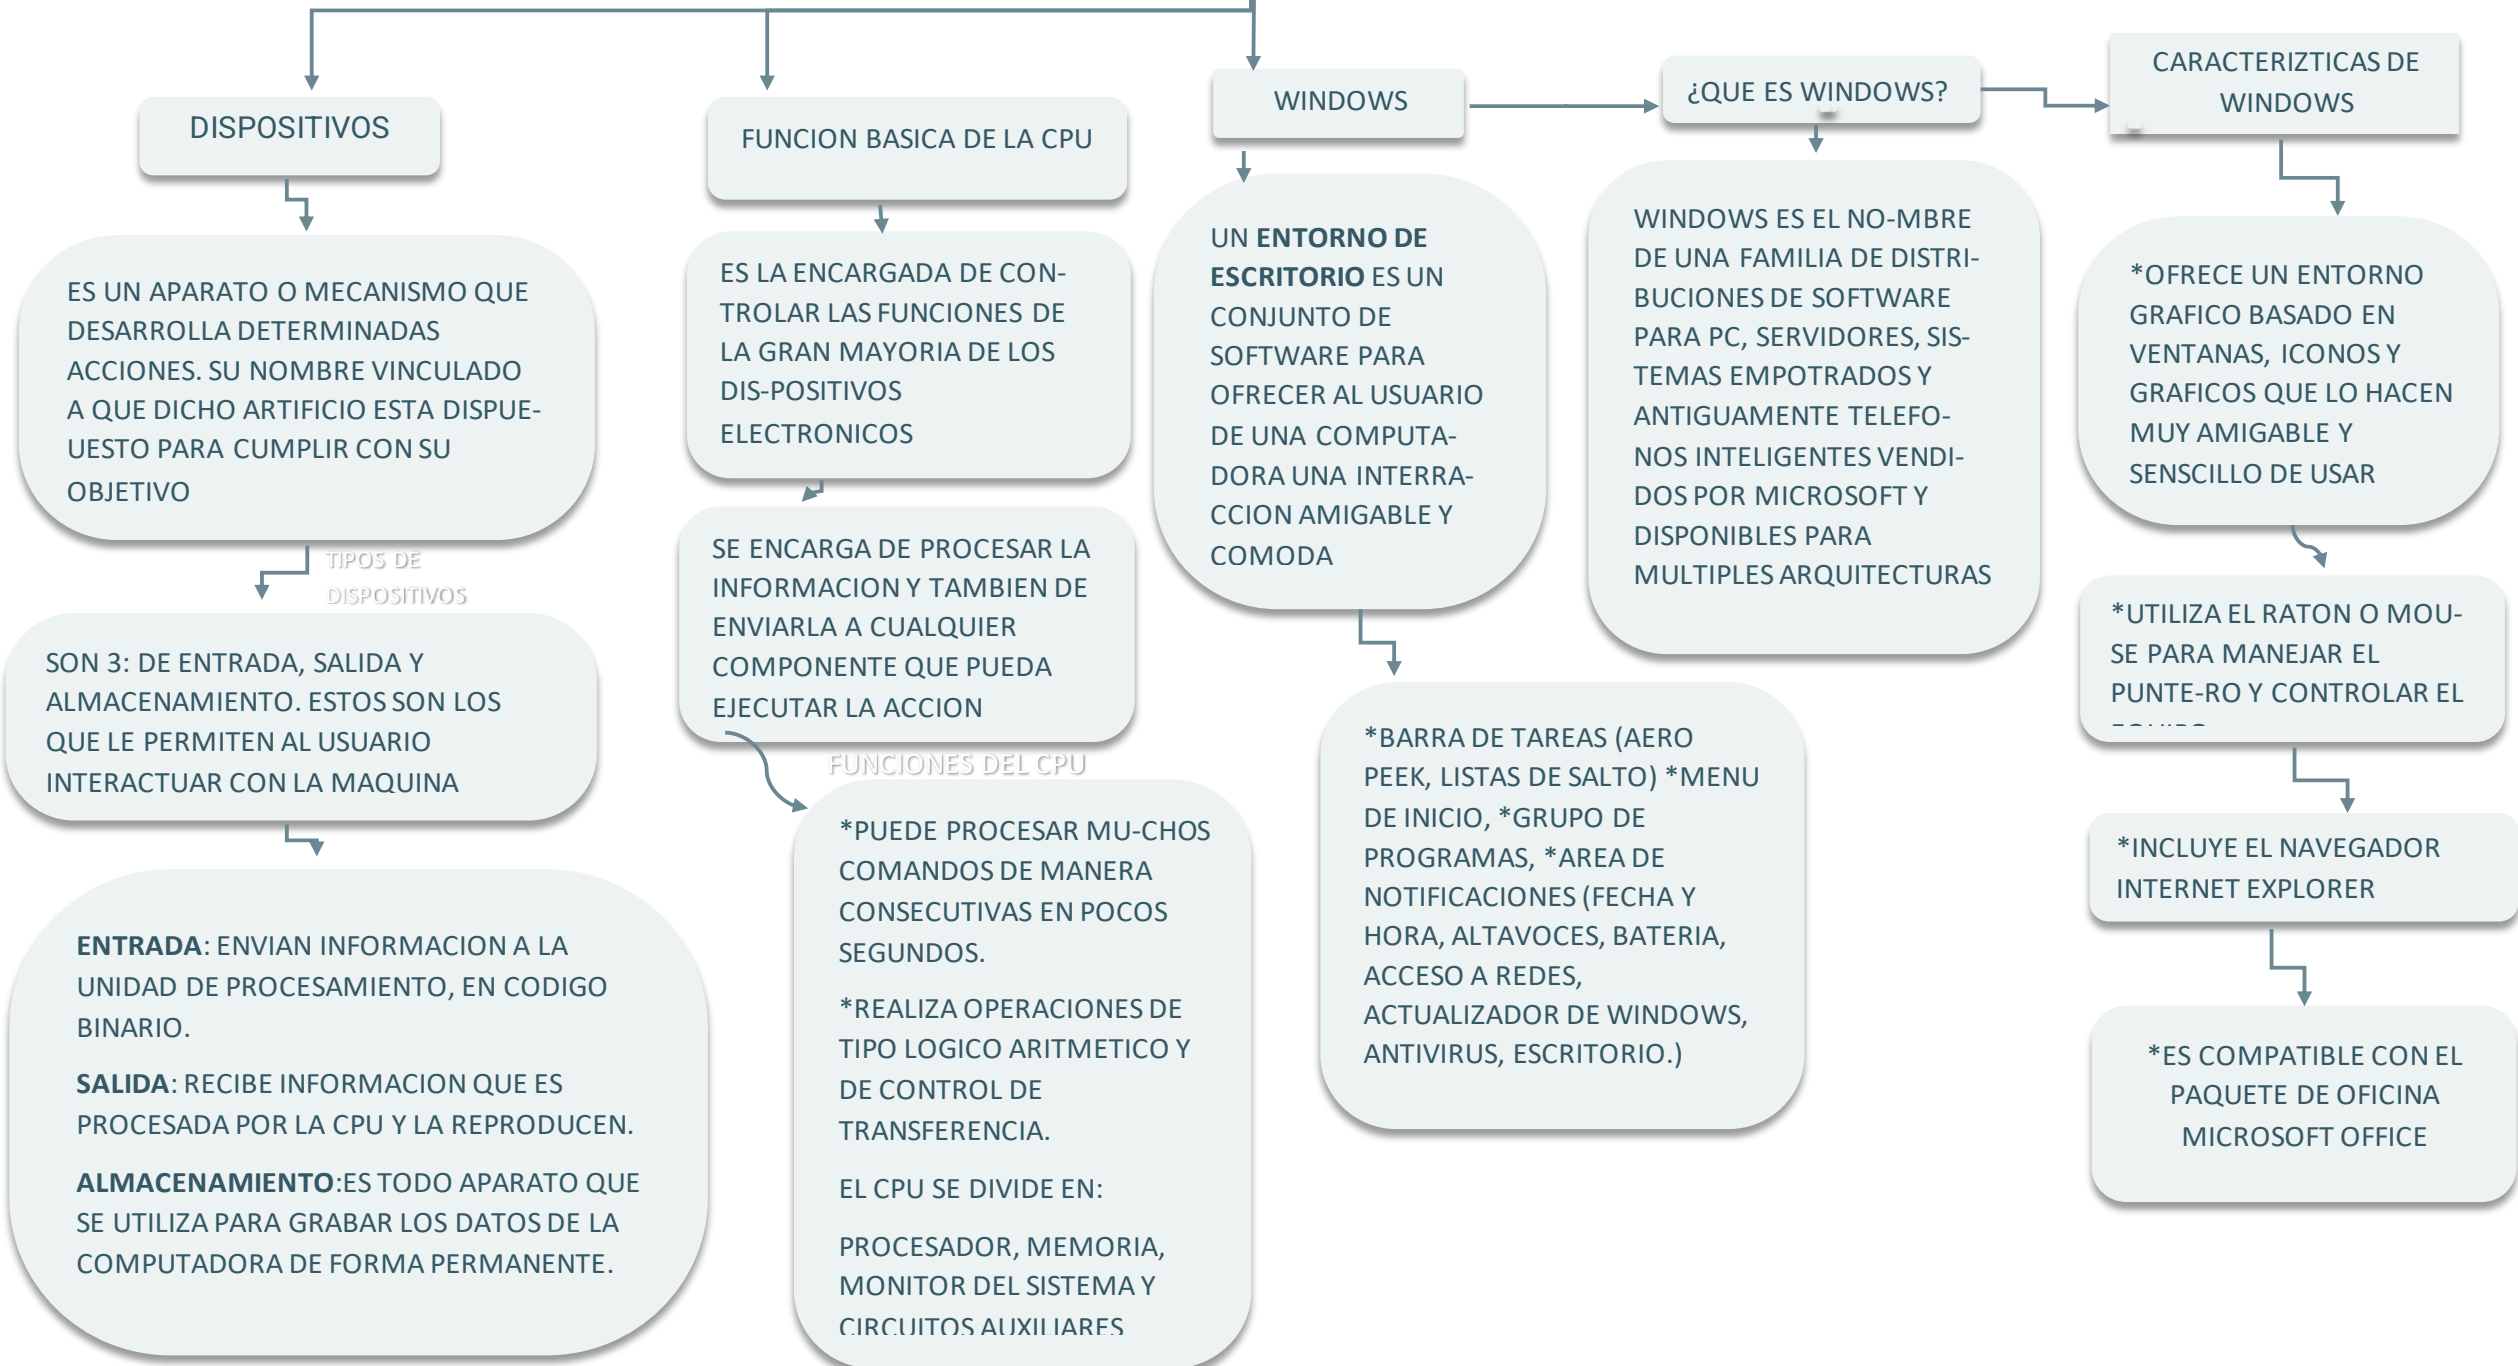 DISPOSITIVOS
ES UN APARATO O MECANISMO QUE
DESARROLLA DETERMINADAS
ACCIONES. SU NOMBRE VINCULADO
A QUE DICHO ARTIFICIO ESTA DISPUE-
UESTO PARA CUMPLIR CON SU
OBJETIVO
TIPOS DE
DISPOSITIVOS
SON 3: DE ENTRADA, SALIDA Y
ALMACENAMIENTO. ESTOS SON LOS
QUE LE PERMITEN AL USUARIO
INTERACTUAR CON LA MAQUINA
ENTRADA: ENVIAN INFORMACION A LA
UNIDAD DE PROCESAMIENTO, EN CODIGO
BINARIO.
SALIDA: RECIBE INFORMACION QUE ES
PROCESADA POR LA CPU Y LA REPRODUCEN.
ALMACENAMIENTO:ES TODO APARATO QUE
SE UTILIZA PARA GRABAR LOS DATOS DE LA
COMPUTADORA DE FORMA PERMANENTE.
FUNCION BASICA DE LA CPU
ES LA ENCARGADA DE CON-
TROLAR LAS FUNCIONES DE
LA GRAN MAYORIA DE LOS
DIS-POSITIVOS
ELECTRONICOS
SE ENCARGA DE PROCESAR LA
INFORMACION Y TAMBIEN DE
ENVIARLA A CUALQUIER
COMPONENTE QUE PUEDA
EJECUTAR LA ACCION
FUNCIONES DEL CPU
*PUEDE PROCESAR MU-CHOS
COMANDOS DE MANERA
CONSECUTIVAS EN POCOS
SEGUNDOS.
*REALIZA OPERACIONES DE
TIPO LOGICO ARITMETICO Y
DE CONTROL DE
TRANSFERENCIA.
EL CPU SE DIVIDE EN:
PROCESADOR, MEMORIA,
MONITOR DEL SISTEMA Y
CIRCUITOS AUXILIARES
WINDOWS
UN ENTORNO DE
ESCRITORIO ES UN
CONJUNTO DE
SOFTWARE PARA
OFRECER AL USUARIO
DE UNA COMPUTA-
DORA UNA INTERRA-
CCION AMIGABLE Y
COMODA
*BARRA DE TAREAS (AERO
PEEK, LISTAS DE SALTO) *MENU
DE INICIO, *GRUPO DE
PROGRAMAS, *AREA DE
NOTIFICACIONES (FECHA Y
HORA, ALTAVOCES, BATERIA,
ACCESO A REDES,
ACTUALIZADOR DE WINDOWS,
ANTIVIRUS, ESCRITORIO.)
¿QUE ES WINDOWS?
WINDOWS ES EL NO-MBRE
DE UNA FAMILIA DE DISTRI-
BUCIONES DE SOFTWARE
PARA PC, SERVIDORES, SIS-
TEMAS EMPOTRADOS Y
ANTIGUAMENTE TELEFO-
NOS INTELIGENTES VENDI-
DOS POR MICROSOFT Y
DISPONIBLES PARA
MULTIPLES ARQUITECTURAS
CARACTERIZTICAS DE
WINDOWS
*OFRECE UN ENTORNO
GRAFICO BASADO EN
VENTANAS, ICONOS Y
GRAFICOS QUE LO HACEN
MUY AMIGABLE Y
SENSCILLO DE USAR
*UTILIZA EL RATON O MOU-
SE PARA MANEJAR EL
PUNTE-RO Y CONTROLAR EL
*INCLUYE EL NAVEGADOR
INTERNET EXPLORER
*ES COMPATIBLE CON EL
PAQUETE DE OFICINA
MICROSOFT OFFICE